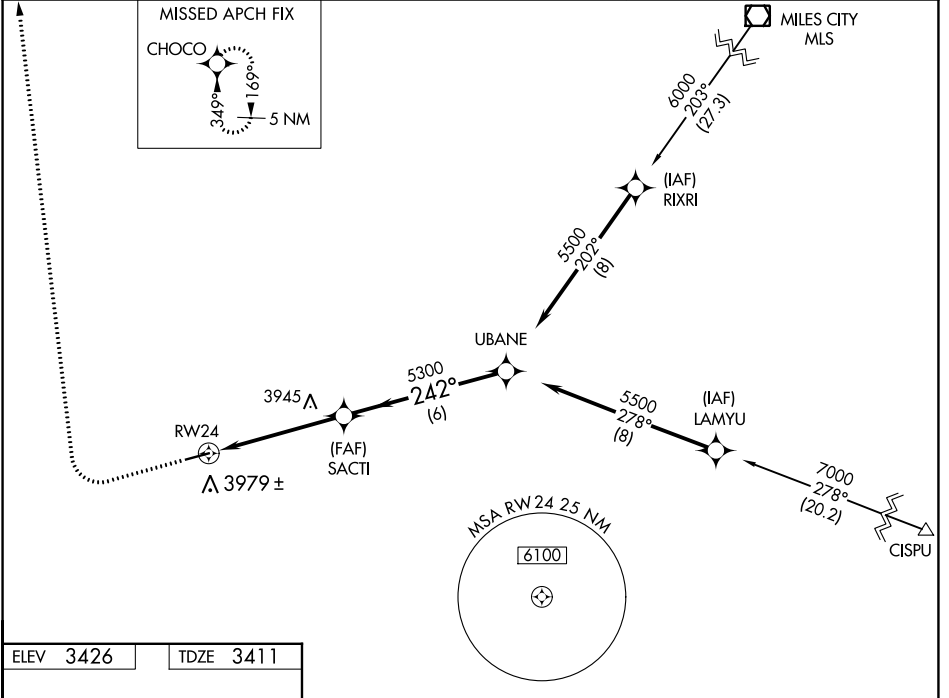 MISSED APCH FIX
CHOCO
349°
169°
5 NM
MILES CITY
MLS
6000
203°
(27.3)
(IAF)
RIXRI
5500
202°
(8)
UBANE
5300
242°
(6)
3945
(FAF)
SACTI
RW24
3979 ±
5500
278°
(8)
(IAF)
LAMYU
7000
278°
(20.2)
CISPU
MSA RW24 25 NM
6100
ELEV 3426
TDZE 3411